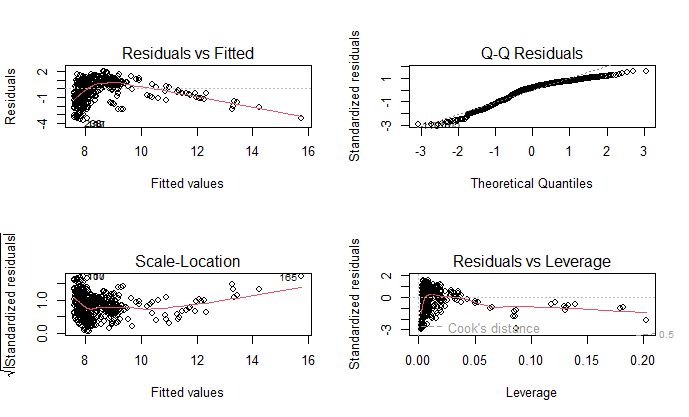 Residuals vs Fitted
Residuals
2
-1
-4
8
10
12
14
16
Fitted values
Q-Q Residuals
Standardized residuals
1
-1
-3
-3
-2
-1
0
1
2
3
Theoretical Quantiles
Scale-Location
√|Standardized residuals|
1.0
0.0
165
8
10
12
14
16
Fitted values
Residuals vs Leverage
Standardized residuals
2
0
-3
Cook's distance
0.5
0.00
0.05
0.10
0.15
0.20
Leverage